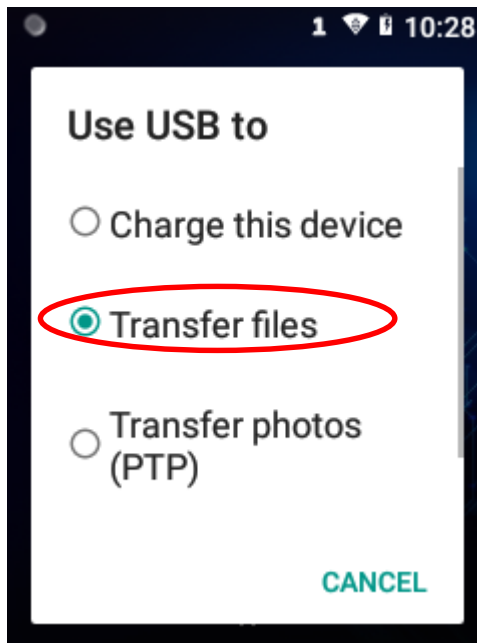 1 10:28
Use USB to
Charge this device
Transfer files
Transfer photos
(PTP)
CANCEL